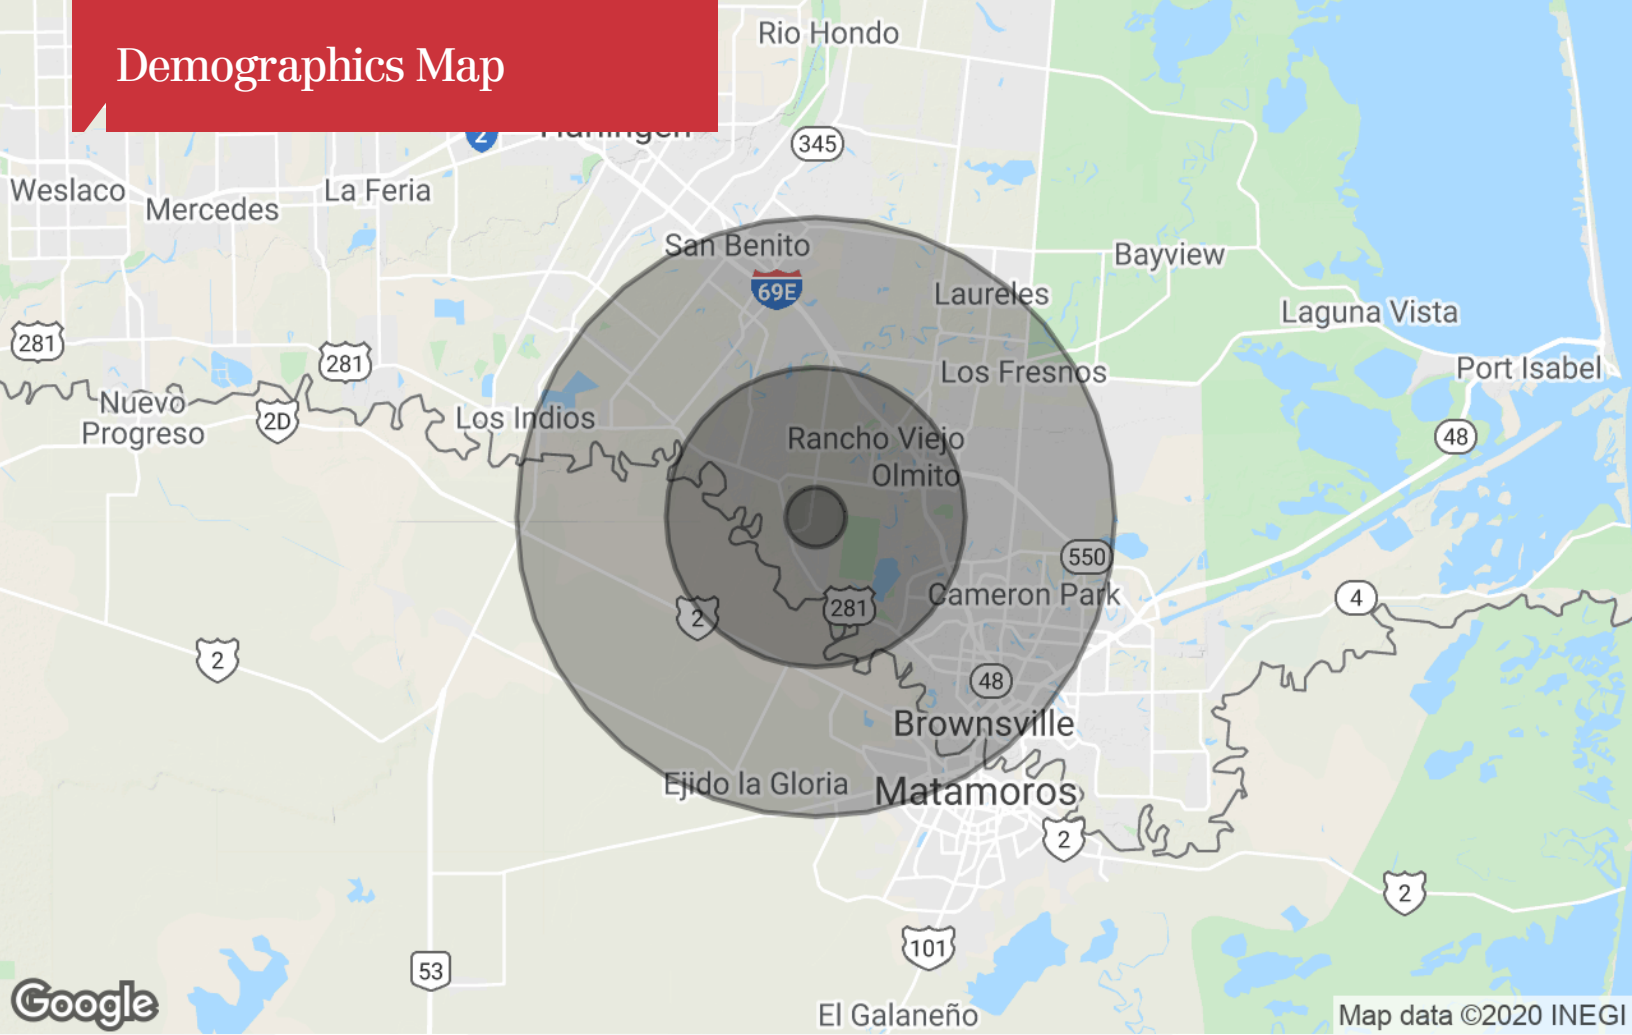 Demographics Map
Rio Hondo
2
Harlingen
345
Weslaco
Mercedes
La Feria
San Benito
69E
Bayview
Laureles
Laguna Vista
281
281
Los Fresnos
Port Isabel
Nuevo
Progreso
2D
Los Indios
Rancho Viejo
Olmito
48
550
Cameron Park
281
2
4
2
48
Brownsville
Ejido la Gloria
Matamoros
2
2
101
53
Google
El Galaneño
Map data ©2020 INEGI